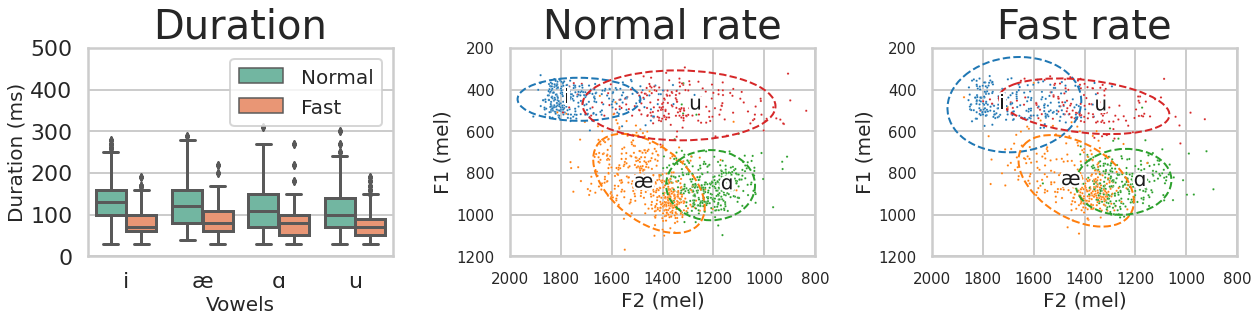 Duration
500
400
300
200
100
0
Duration (ms)
Normal
Fast
i æ ɑ u
Vowels
Normal rate
200
400
600
800
1000
1200
F1 (mel)
i
u
æ
ɑ
2000 1800 1600 1400 1200 1000 800
F2 (mel)
Fast rate
200
400
600
800
1000
1200
F1 (mel)
i
u
æ
ɑ
2000 1800 1600 1400 1200 1000 800
F2 (mel)